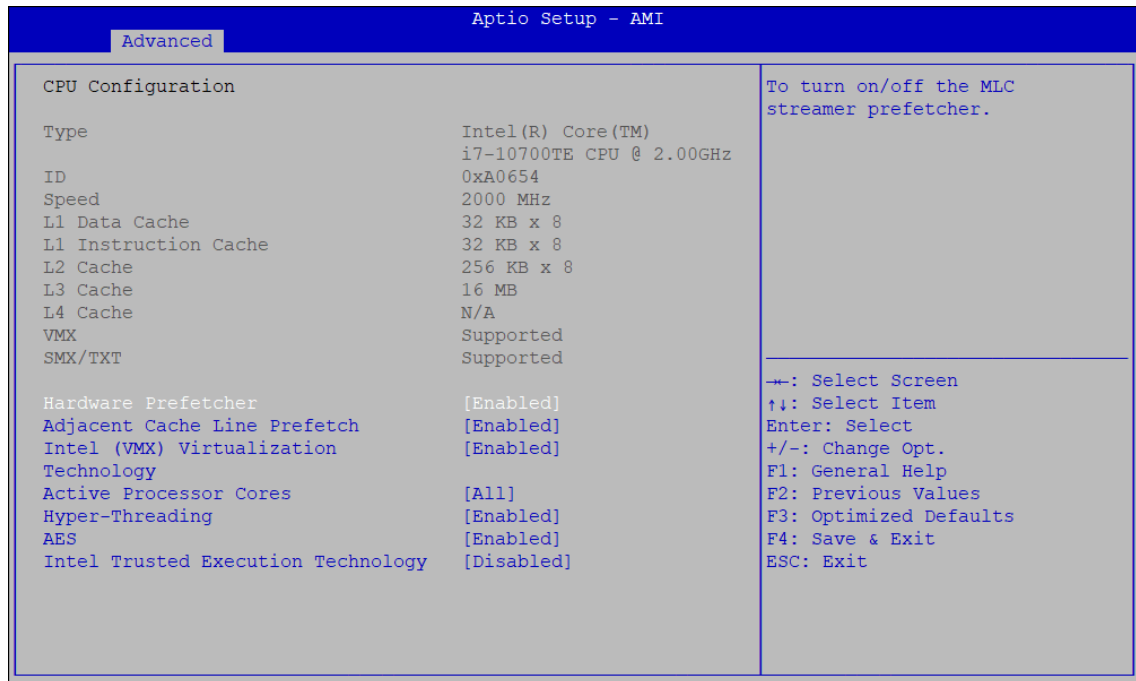 Aptio Setup - AMI
Advanced
CPU Configuration
Type Intel(R) Core(TM)
i7-10700TE CPU @ 2.00GHz
ID 0xA0654
Speed 2000 MHz
L1 Data Cache 32 KB x 8
L1 Instruction Cache 32 KB x 8
L2 Cache 256 KB x 8
L3 Cache 16 MB
L4 Cache N/A
VMX Supported
SMX/TXT Supported
Hardware Prefetcher [Enabled]
Adjacent Cache Line Prefetch [Enabled]
Intel (VMX) Virtualization [Enabled]
Technology
Active Processor Cores [All]
Hyper-Threading [Enabled]
AES [Enabled]
Intel Trusted Execution Technology [Disabled]
To turn on/off the MLC
streamer prefetcher.
→←: Select Screen
↑↓: Select Item
Enter: Select
+/-: Change Opt.
F1: General Help
F2: Previous Values
F3: Optimized Defaults
F4: Save & Exit
ESC: Exit